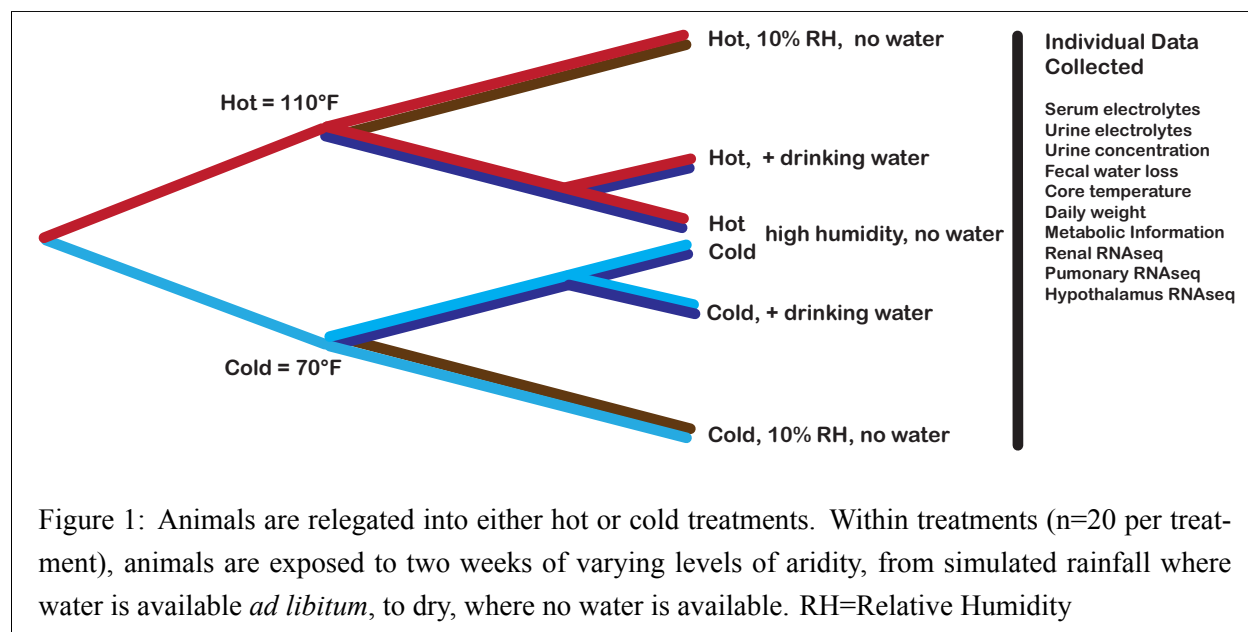 Hot, 10% RH, no water
Hot = 110°F
Hot, + drinking water
Hot
Cold
high humidity, no water
Cold, + drinking water
Cold = 70°F
Cold, 10% RH, no water
Individual Data
Collected
Serum electrolytes
Urine electrolytes
Urine concentration
Fecal water loss
Core temperature
Daily weight
Metabolic Information
Renal RNAseq
Pumonary RNAseq
Hypothalamus RNAseq
Figure 1: Animals are relegated into either hot or cold treatments. Within treatments (n=20 per treat-
ment), animals are exposed to two weeks of varying levels of aridity, from simulated rainfall where
water is available ad libitum, to dry, where no water is available. RH=Relative Humidity